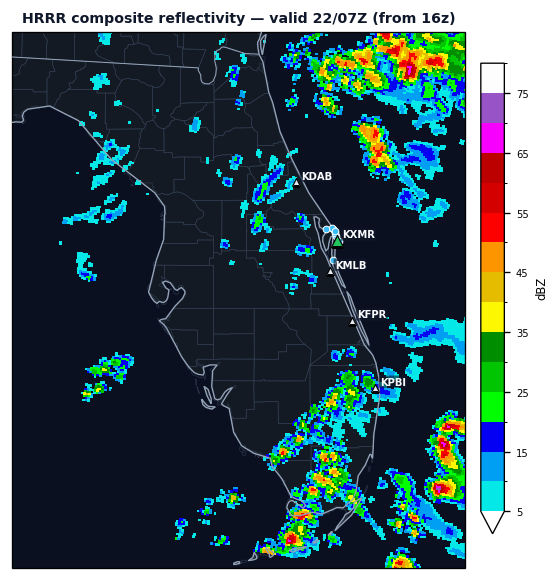 HRRR composite reflectivity — valid 22/07Z (from 16z)
KDAB
KXMR
KMLB
KFPR
KPBI
75
65
55
45
35
25
15
5
dBZ